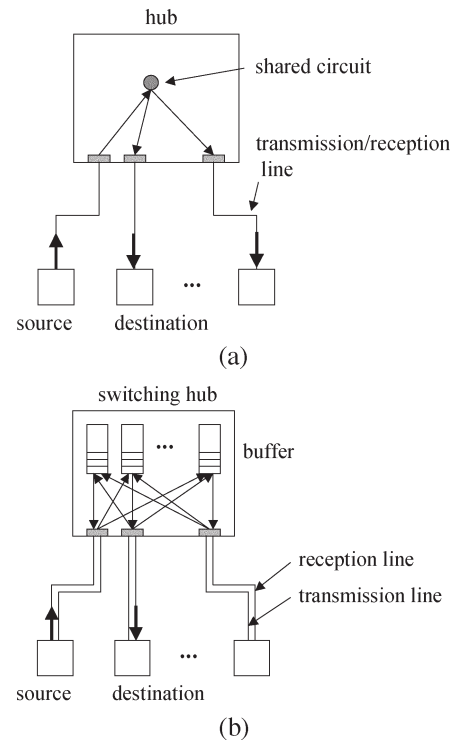 hub
shared circuit
transmission/reception
line
...
source
destination
(a)
switching hub
...
buffer
reception line
transmission line
...
source
destination
(b)